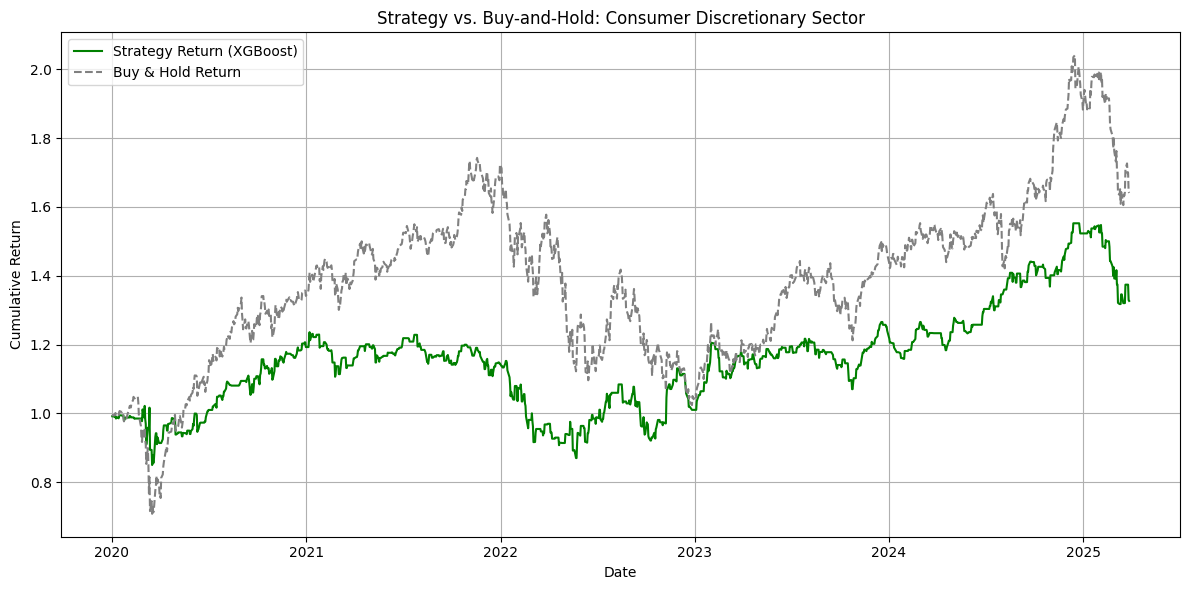 Strategy vs. Buy-and-Hold: Consumer Discretionary Sector
Strategy Return (XGBoost)
Buy & Hold Return
Cumulative Return
2.0
1.8
1.6
1.4
1.2
1.0
0.8
2020 2021 2022 2023 2024 2025
Date